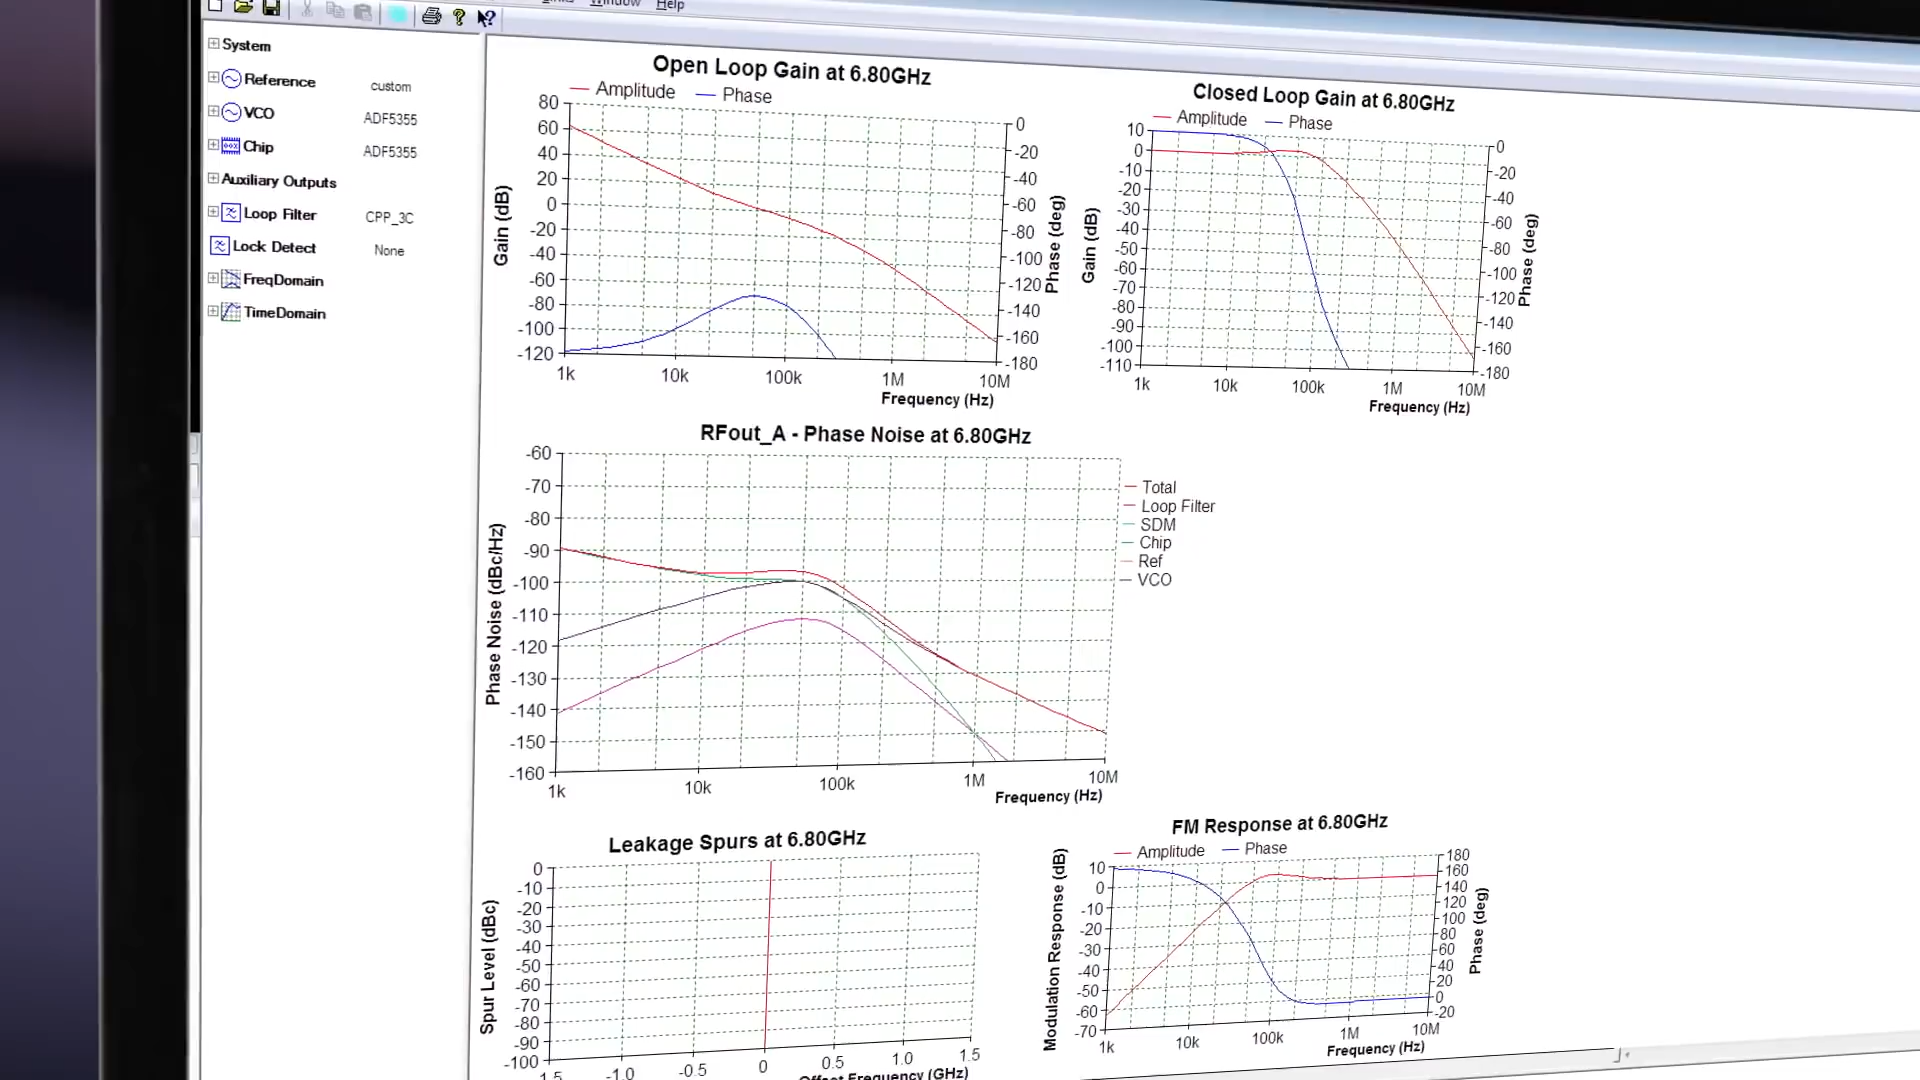 Window Help
System
Reference custom
VCO ADF5355
Chip ADF5355
Auxiliary Outputs
Loop Filter CPP_3C
Lock Detect None
FreqDomain
TimeDomain
Open Loop Gain at 6.80GHz
Amplitude Phase
80
60
40
20
0
-20
-40
-60
-80
-100
-120
Gain (dB)
0
-20
-40
-60
-80
-100
-120
-140
-160
-180
Phase (deg)
1k 10k 100k 1M 10M
Frequency (Hz)
Closed Loop Gain at 6.80GHz
Amplitude Phase
10
0
-10
-20
-30
-40
-50
-60
-70
-80
-90
-100
-110
Gain (dB)
0
-20
-40
-60
-80
-100
-120
-140
-160
-180
Phase (deg)
1k 10k 100k 1M 10M
Frequency (Hz)
RFout_A - Phase Noise at 6.80GHz
-60
-70
-80
-90
-100
-110
-120
-130
-140
-150
-160
Phase Noise (dBc/Hz)
1k 10k 100k 1M 10M
Frequency (Hz)
Total
Loop Filter
SDM
Chip
Ref
VCO
Leakage Spurs at 6.80GHz
0
-10
-20
-30
-40
-50
-60
-70
-80
-90
-100
Spur Level (dBc)
-1.0 -0.5 0 0.5 1.0 1.5
Offset Frequency (GHz)
FM Response at 6.80GHz
Amplitude Phase
10
0
-10
-20
-30
-40
-50
-60
-70
Modulation Response (dB)
180
160
140
120
100
80
60
40
20
0
-20
Phase (deg)
1k 10k 100k 1M 10M
Frequency (Hz)